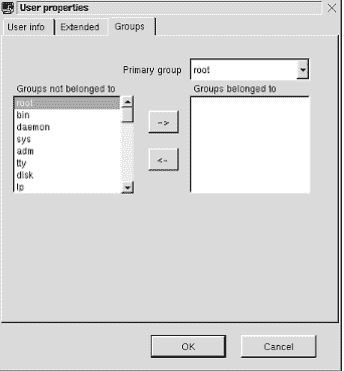 User properties
User info Extended Groups
Primary group root
Groups not belonged to Groups belonged to
root
bin
daemon
sys
adm
tty
disk
lp
-->
<--
OK Cancel